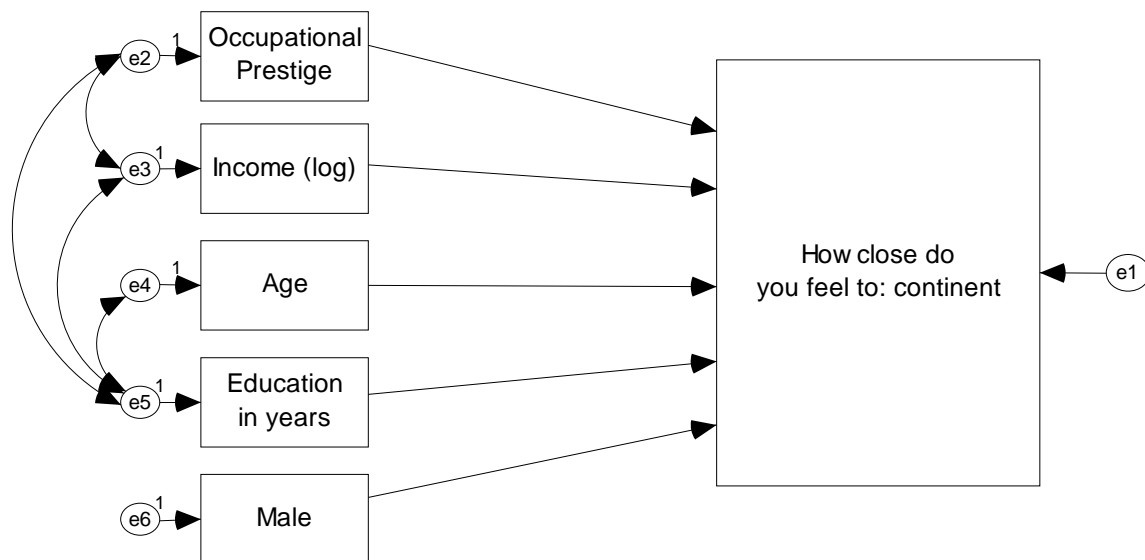 Occupational
Prestige
1
e2
Income (log)
1
e3
Age
1
e4
Education
in years
1
e5
Male
1
e6
How close do
you feel to: continent
e1